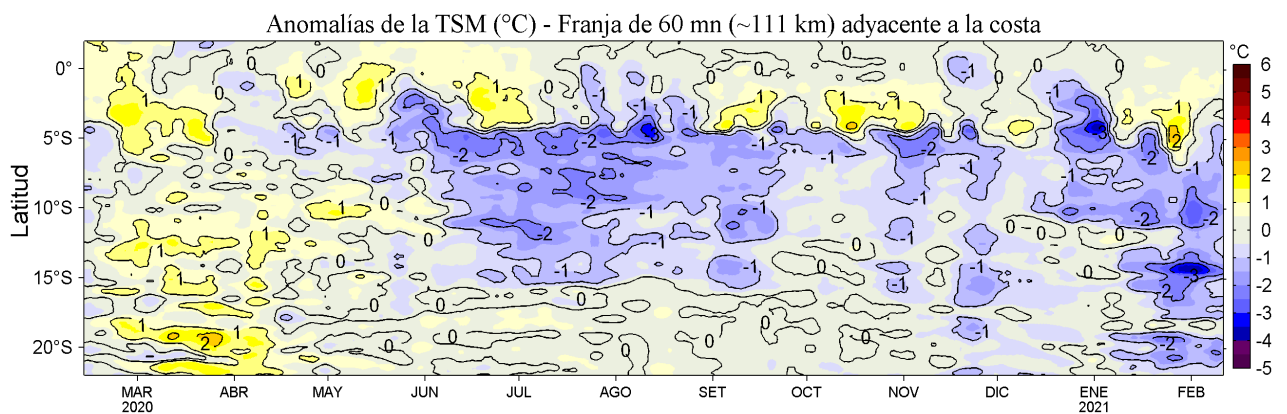 Anomalías de la TSM (°C) - Franja de 60 mn (~111 km) adyacente a la costa
°C
Latitud
0°
5°S
10°S
15°S
20°S
6
5
4
3
2
1
0
-1
-2
-3
-4
-5
MAR ABR MAY JUN JUL AGO SET OCT NOV DIC ENE FEB
2020 2021